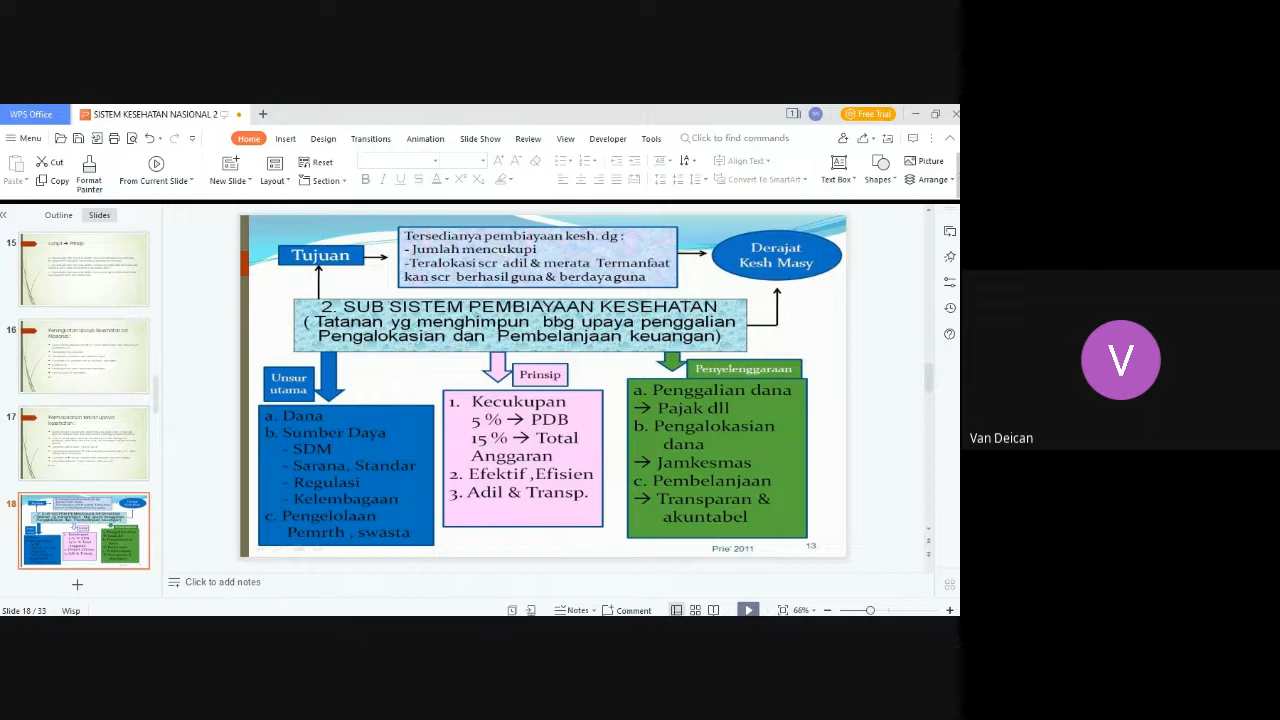 WPS Office
SISTEM KESEHATAN NASIONAL 2
Free Trial
Menu
Home
Insert
Design
Transitions
Animation
Slide Show
Review
View
Developer
Tools
Click to find commands
Paste
Cut
Copy
Format
Painter
From Current Slide
New Slide
Layout
Reset
Section
Align Text
Convert To SmartArt
Text Box
Shapes
Picture
Arrange
Outline
Slides
15
16
17
18
Tujuan
Tersedianya pembiayaan kesh. dg :
-Jumlah mencukupi
-Teralokasi scr adil & merata Termanfaat
kan scr berhasil guna & berdaya guna
Derajat
Kesh Masy
2. SUB SISTEM PEMBIAYAAN KESEHATAN
( Tatanan yg menghimpun bbg upaya penggalian
Pengalokasian dana Pembelanjaan keuangan)
Unsur
utama
a. Dana
b. Sumber Daya
- SDM
- Sarana, Standar
- Regulasi
- Kelembagaan
c. Pengelolaan
Pemrth , swasta
Prinsip
1. Kecukupan
5 % → PDB
15 % → Total
Anggaran
2. Efektif ,Efisien
3. Adil & Transp.
Penyelenggaraan
a. Penggalian dana
→ Pajak dll
b. Pengalokasian
dana
→ Jamkesmas
c. Pembelanjaan
→ Transparan &
akuntabel
Prie' 2011
13
Click to add notes
Slide 18 / 33
Wisp
Notes
Comment
66%
V
Van Deican